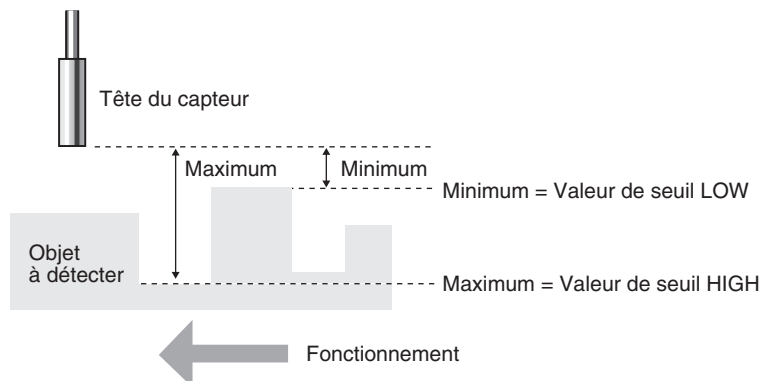 Tête du capteur
Maximum
Minimum
Minimum = Valeur de seuil LOW
Objet
à détecter
Maximum = Valeur de seuil HIGH
Fonctionnement